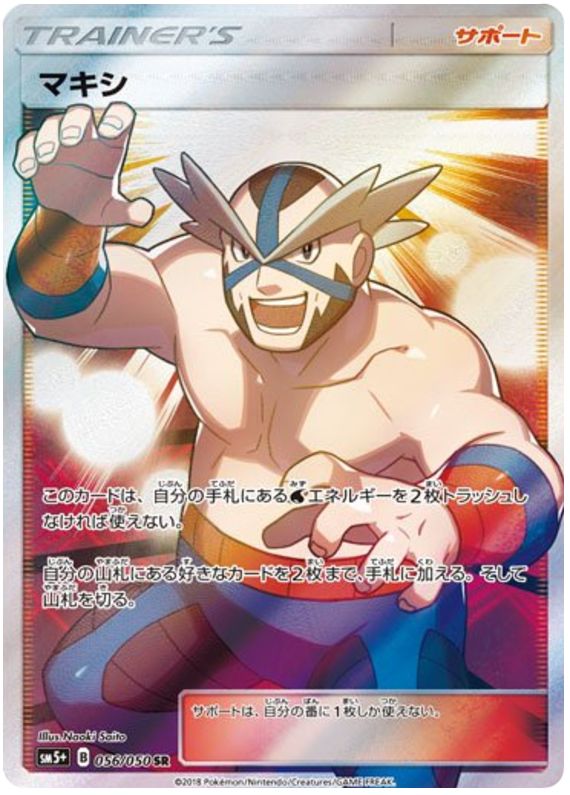 TRAINER'S サポート
マキシ
このカードは、自分の手札にあるエネルギーを2枚トラッシュし
なければ使えない。
自分の山札にある好きなカードを2枚まで、手札に加える。そして
山札を切る。
サポートは、自分の番に1枚しか使えない。
Illus. Naoki Saito
SM5+ B 056/050 SR
©2018 Pokémon/Nintendo/Creatures/GAME FREAK.